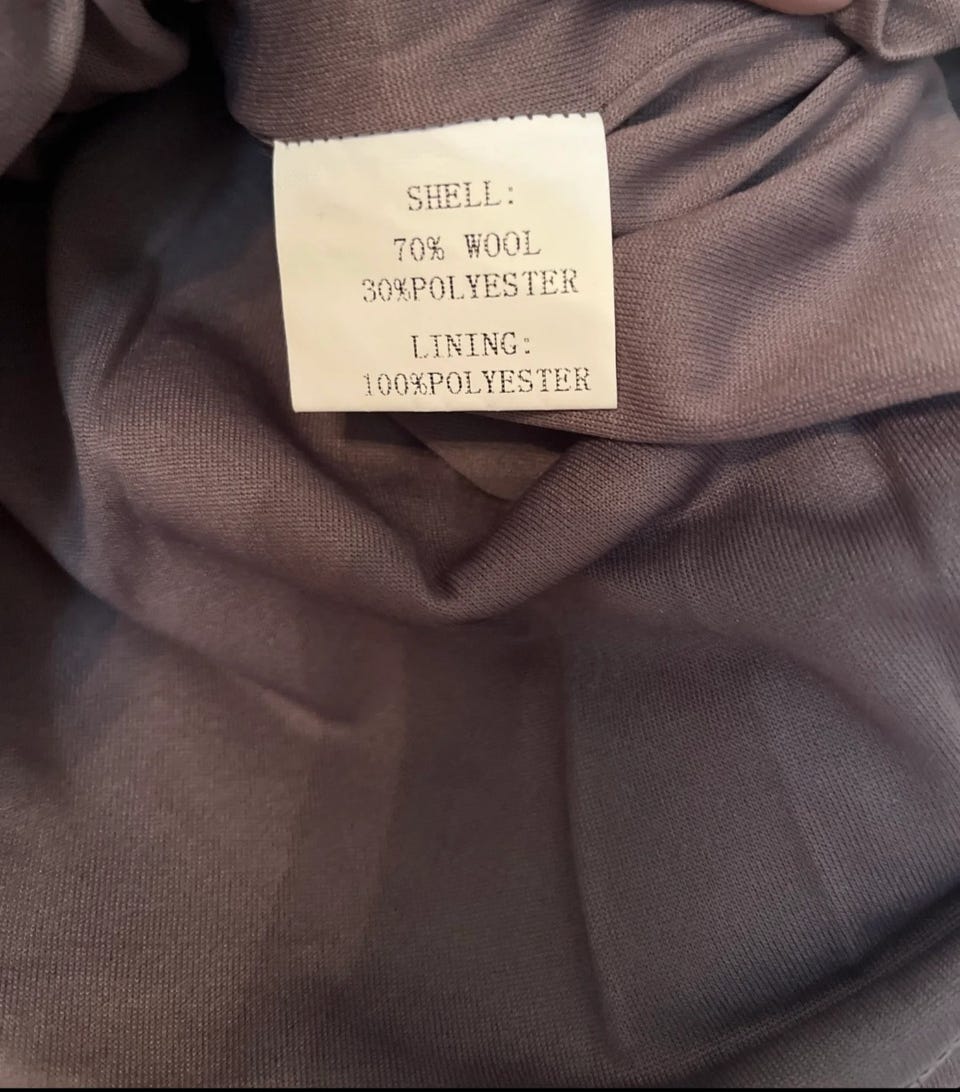 SHELL:
70% WOOL
30%POLYESTER
LINING:
100%POLYESTER